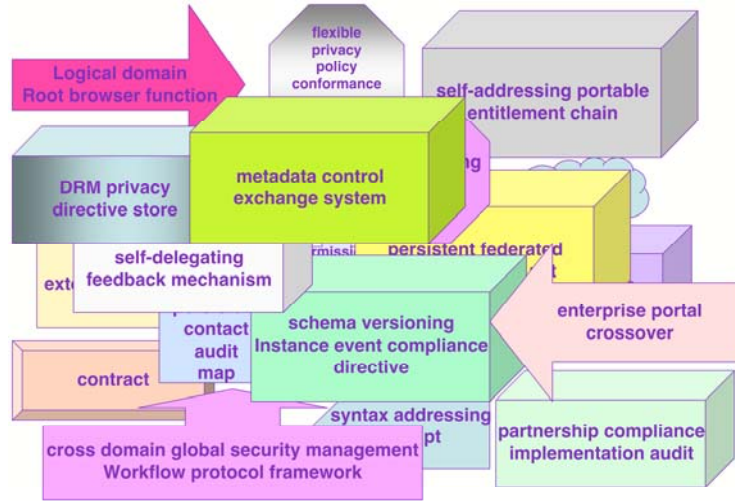 flexible
privacy
policy
conformance
Logical domain
Root browser function
self-addressing portable
entitlement chain
metadata control
exchange system
DRM privacy
directive store
self-delegating
feedback mechanism
persistent federated
schema versioning
Instance event compliance
directive
enterprise portal
crossover
contact
audit
map
contract
syntax addressing
partnership compliance
implementation audit
cross domain global security management
Workflow protocol framework